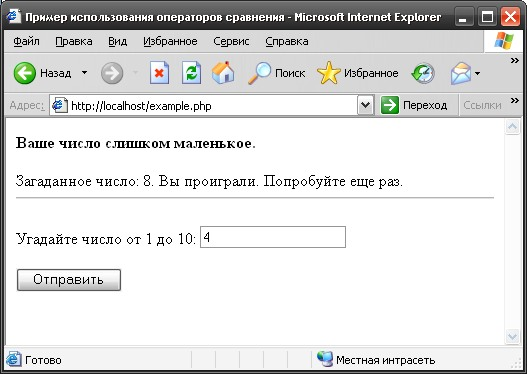 Пример использования операторов сравнения - Microsoft Internet Explorer
Файл Правка Вид Избранное Сервис Справка
Назад Поиск Избранное
Адрес: http://localhost/example.php Переход Ссылки
Ваше число слишком маленькое.
Загаданное число: 8. Вы проиграли. Попробуйте еще раз.
Угадайте число от 1 до 10: 4
Отправить
Готово Местная интрасеть